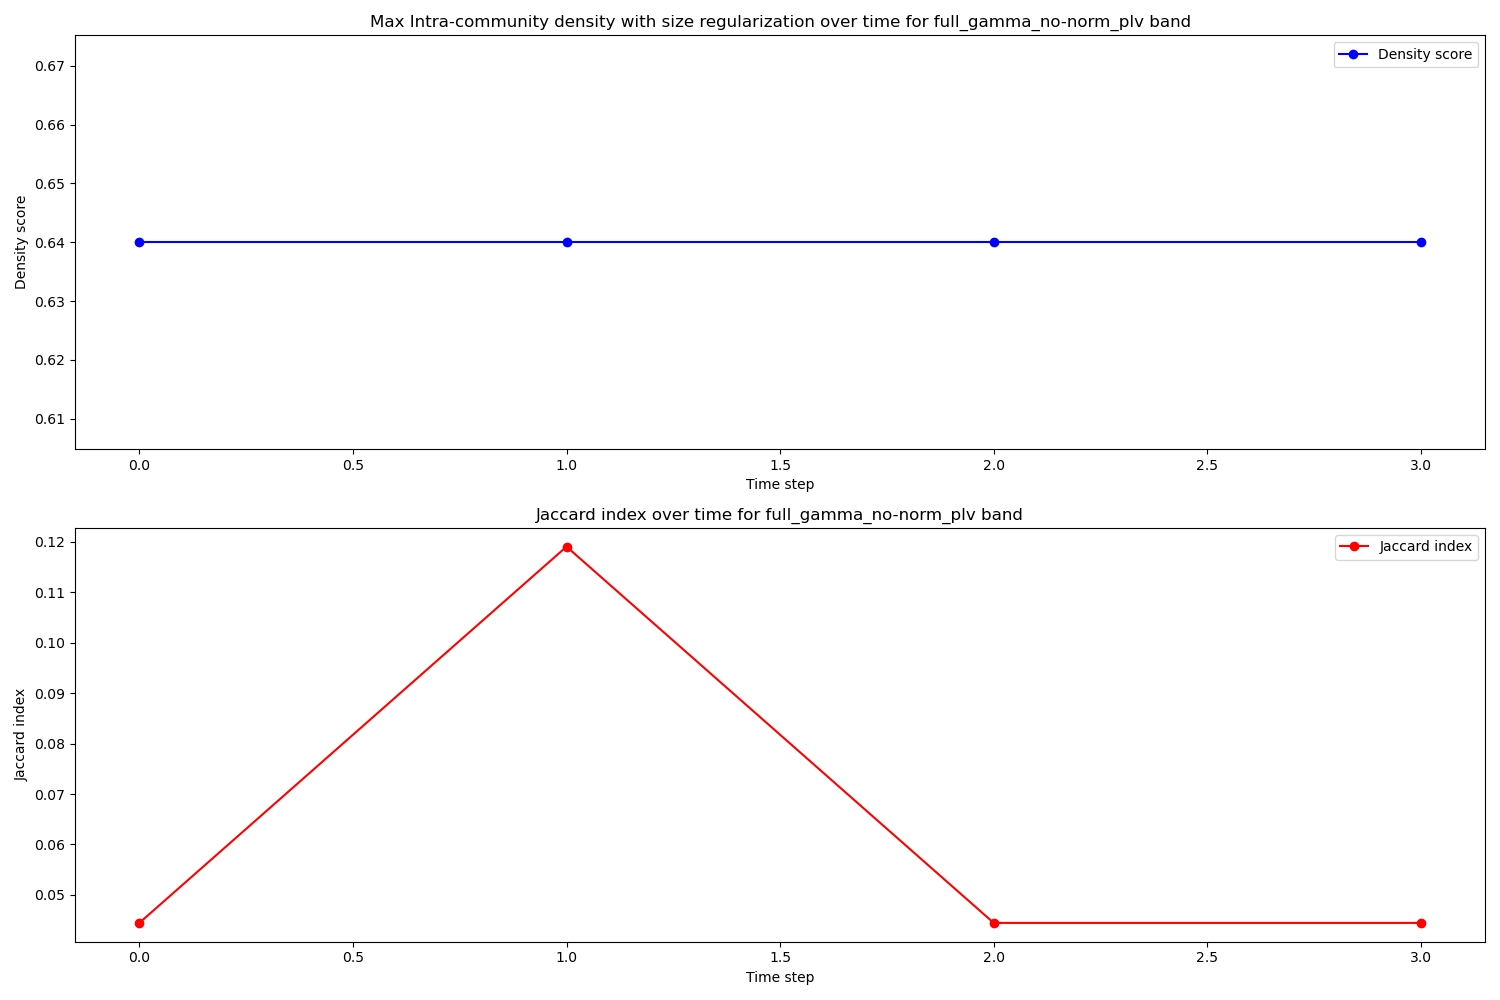 Max Intra-community density with size regularization over time for full_gamma_no-norm_plv band
Density score
0.67
0.66
0.65
0.64
0.63
0.62
0.61
Density score
0.0 0.5 1.0 1.5 2.0 2.5 3.0
Time step
Jaccard index over time for full_gamma_no-norm_plv band
Jaccard index
0.12
0.11
0.10
0.09
0.08
0.07
0.06
0.05
Jaccard index
0.0 0.5 1.0 1.5 2.0 2.5 3.0
Time step